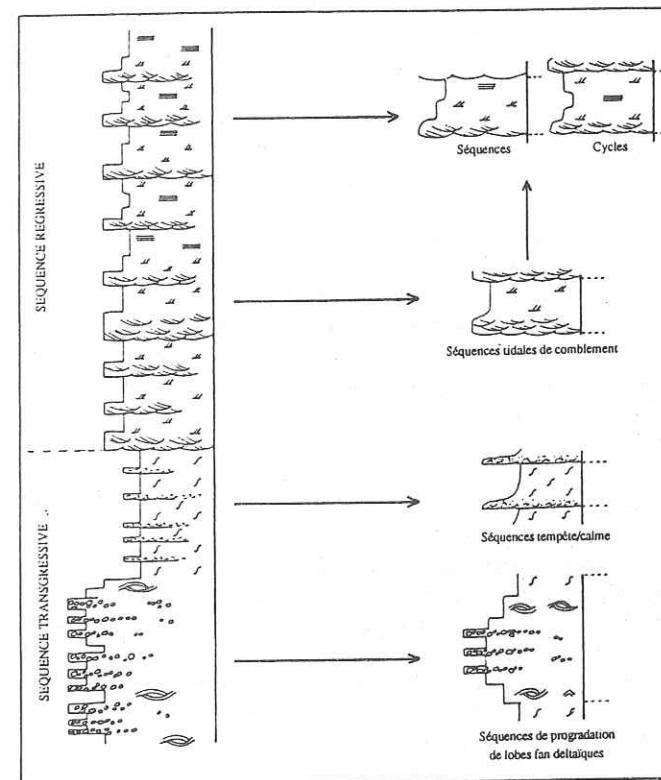 SEQUENCE REGRESSIVE
SEQUENCE TRANSGRESSIVE
Séquences
Cycles
Séquences tidales de comblement
Séquences tempête/calme
Séquences de progradation
de lobes fan deltaïques